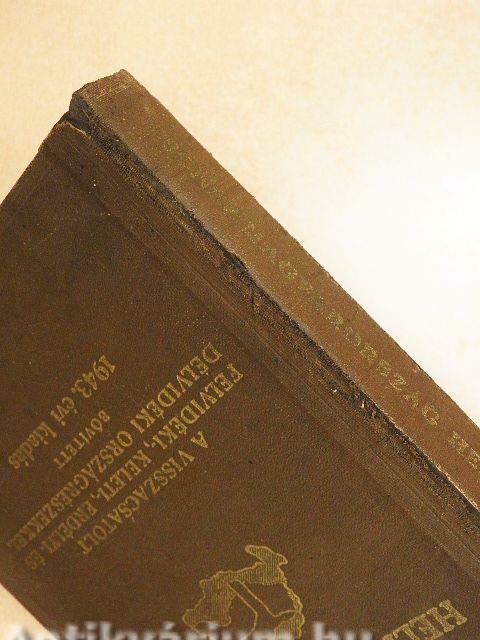 MAGYARORSZÁG HE
A VISSZACSATOLT
FELVIDÉKI, KELETI, ERDÉLYI ÉS
DÉLVIDÉKI ORSZÁGRÉSZEKKEL
BŐVÍTETT
1943. évi kiadás
HEL
Antikvárium.hu